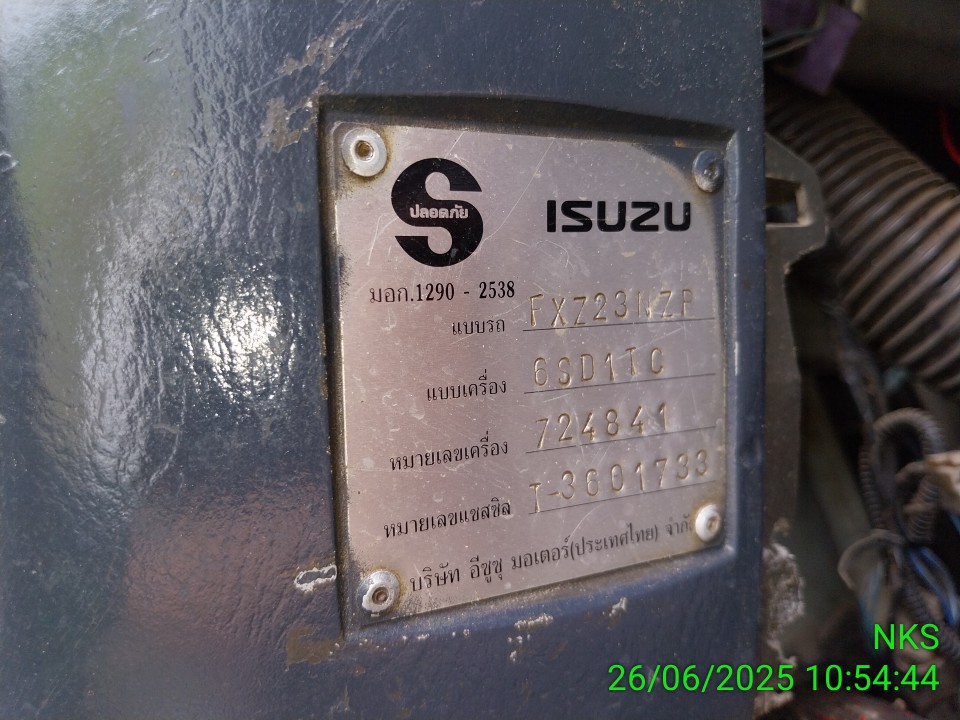 ปลอดภัย
ISUZU
มอก.1290 - 2538
แบบรถ FXZ23NZP
แบบเครื่อง 6SD1TC
หมายเลขเครื่อง 724841
หมายเลขแชสซีส T-3601733
บริษัท อีซูซุ มอเตอร์(ประเทศไทย)
NKS
26/06/2025 10:54:44